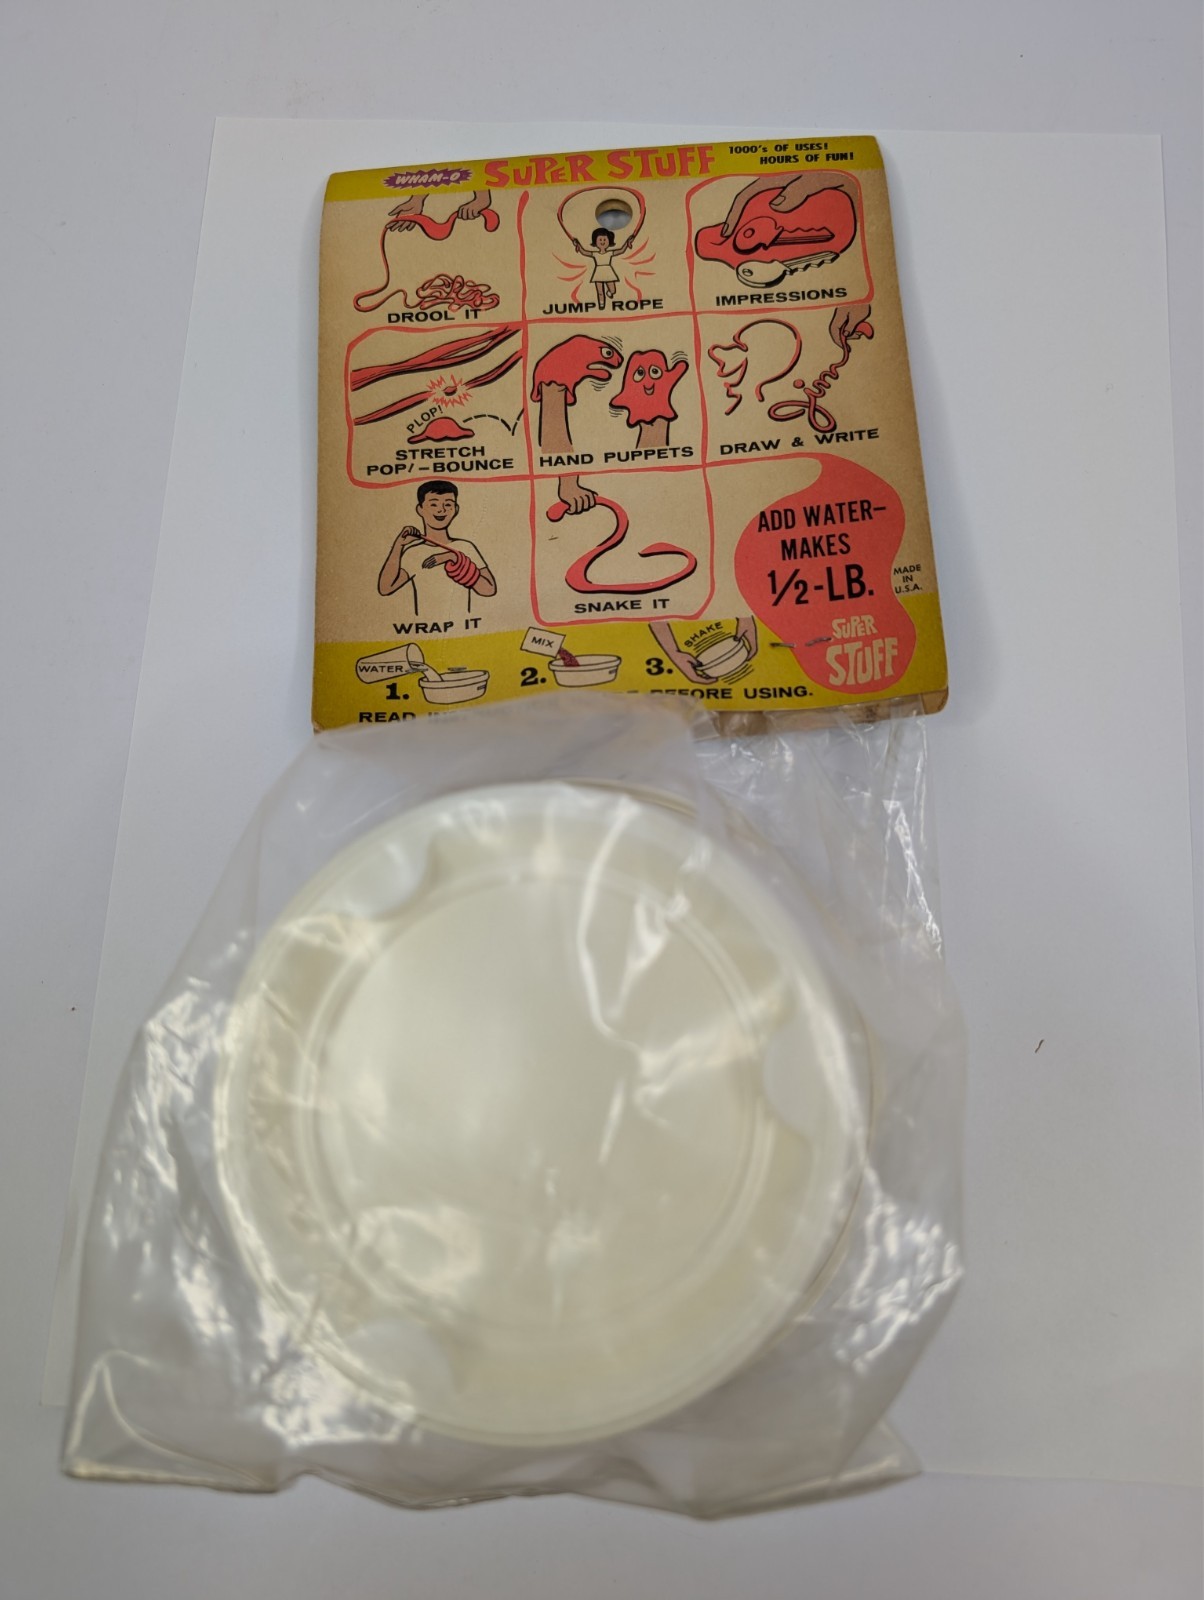 WHAM-O SUPER STUFF 1000's OF USES!
HOURS OF FUN!
DROOL IT
JUMP ROPE
IMPRESSIONS
PLOP!
STRETCH
POP!-BOUNCE
HAND PUPPETS
Jim
DRAW & WRITE
WRAP IT
SNAKE IT
ADD WATER-
MAKES
1/2-LB.
MADE
IN
U.S.A.
SUPER
STUFF
WATER
1.
MIX
2.
SHAKE
3.
READ BEFORE USING.